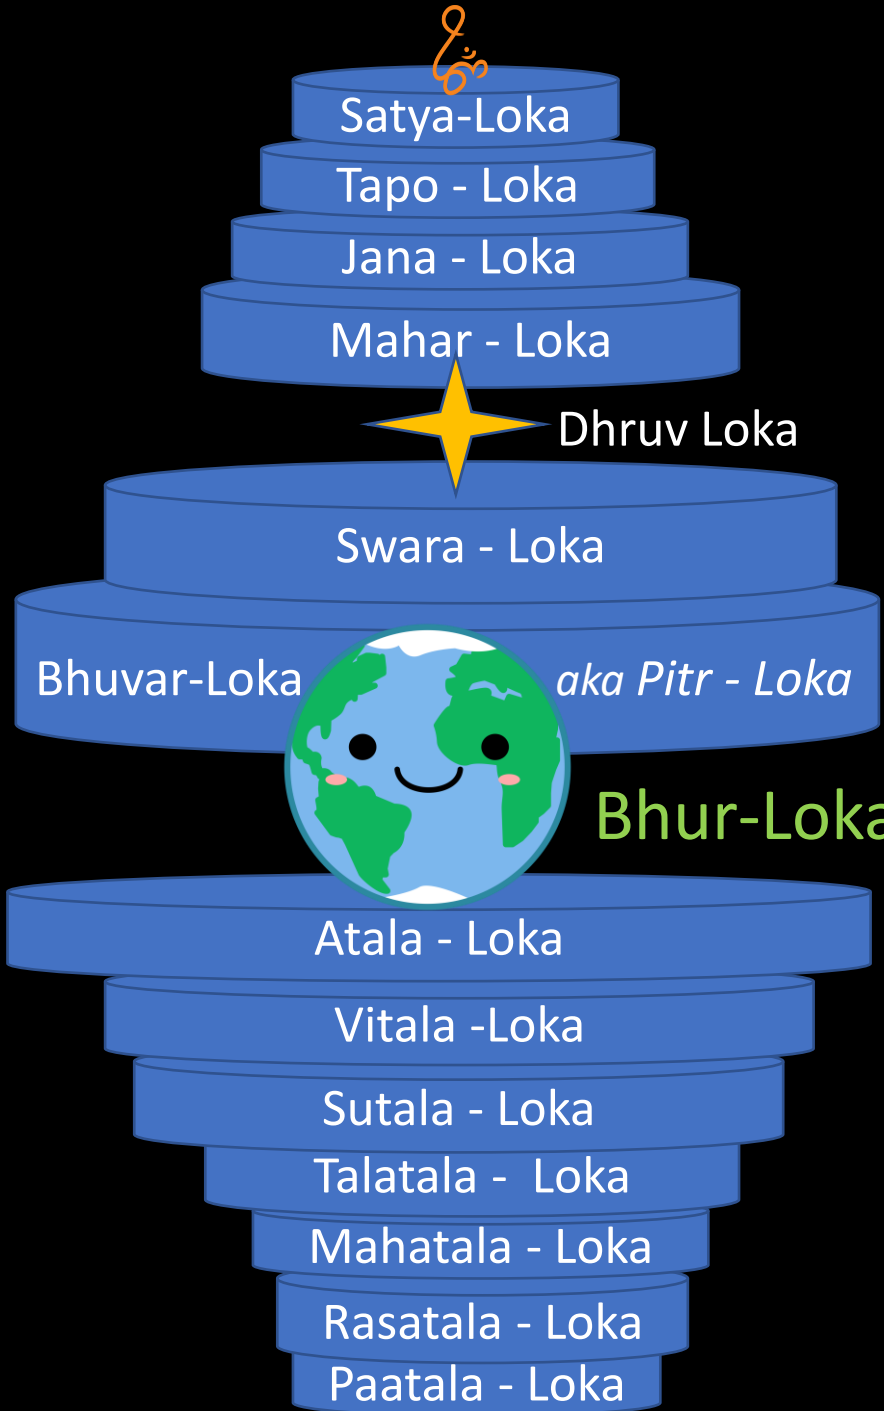 ॐ
Satya-Loka
Tapo - Loka
Jana - Loka
Mahar - Loka
Dhruv Loka
Swara - Loka
Bhuvar-Loka aka Pitr - Loka
Bhur-Loka
Atala - Loka
Vitala -Loka
Sutala - Loka
Talatala - Loka
Mahatala - Loka
Rasatala - Loka
Paatala - Loka